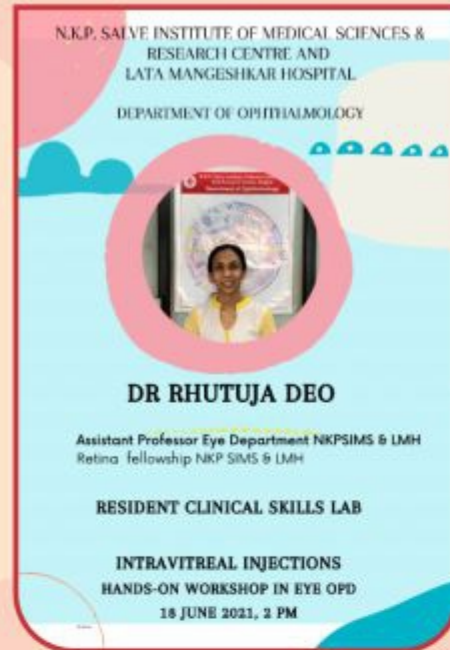 N.K.P. SALVE INSTITUTE OF MEDICAL SCIENCES &
RESEARCH CENTRE AND
LATA MANGESHKAR HOSPITAL
DEPARTMENT OF OPHTHALMOLOGY
DR RHUTUJA DEO
Assistant Professor Eye Department NKPSIMS & LMH
Retina fellowship NKP SIMS & LMH
RESIDENT CLINICAL SKILLS LAB
INTRAVITREAL INJECTIONS
HANDS-ON WORKSHOP IN EYE OPD
18 JUNE 2021, 2 PM